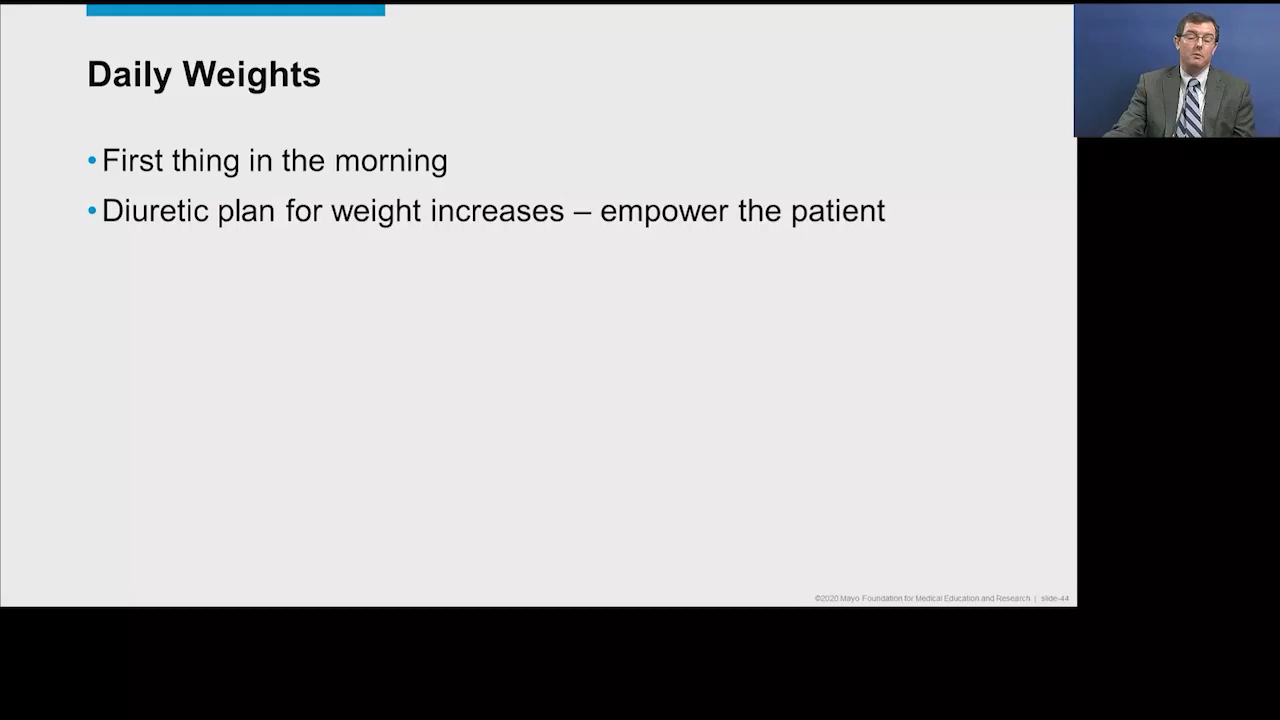 Daily Weights
•First thing in the morning
•Diuretic plan for weight increases – empower the patient
©2020 Mayo Foundation for Medical Education and Research | slide-44